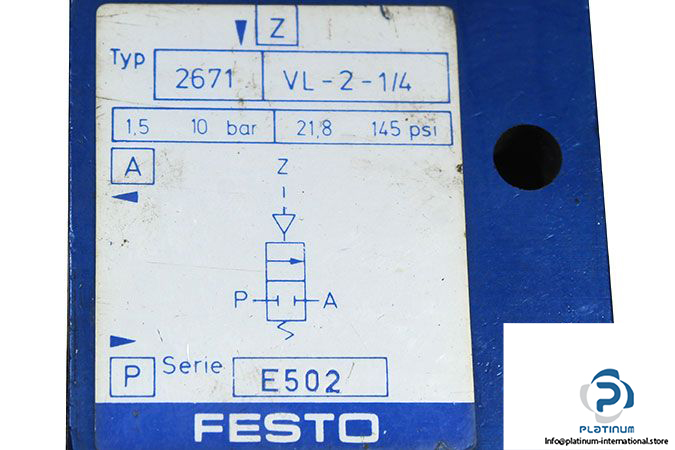 Z
Typ 2671 VL-2-1/4
1,5 10 bar 21,8 145 psi
A
Z
P A
P Serie E502
FESTO
PLATINUM
Info@platinum-international.store